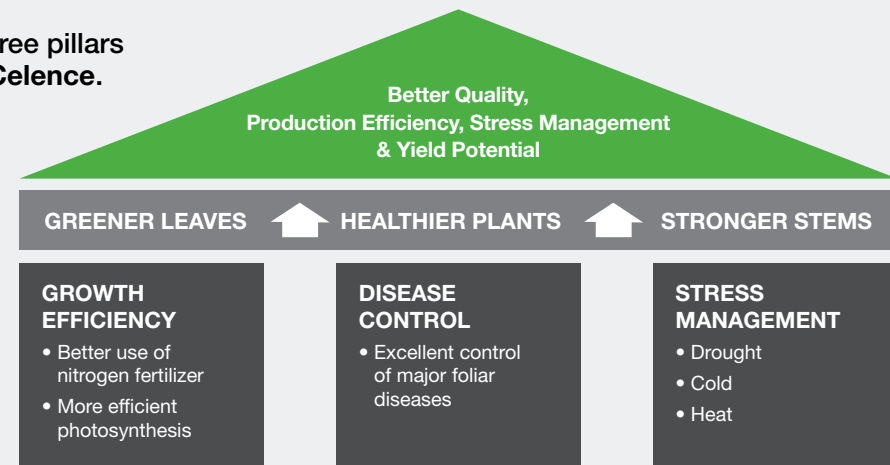 ree pillars
Celence.
Better Quality,
Production Efficiency, Stress Management
& Yield Potential
GREENER LEAVES HEALTHIER PLANTS STRONGER STEMS
GROWTH
EFFICIENCY
• Better use of
nitrogen fertilizer
• More efficient
photosynthesis
DISEASE
CONTROL
• Excellent control
of major foliar
diseases
STRESS
MANAGEMENT
• Drought
• Cold
• Heat